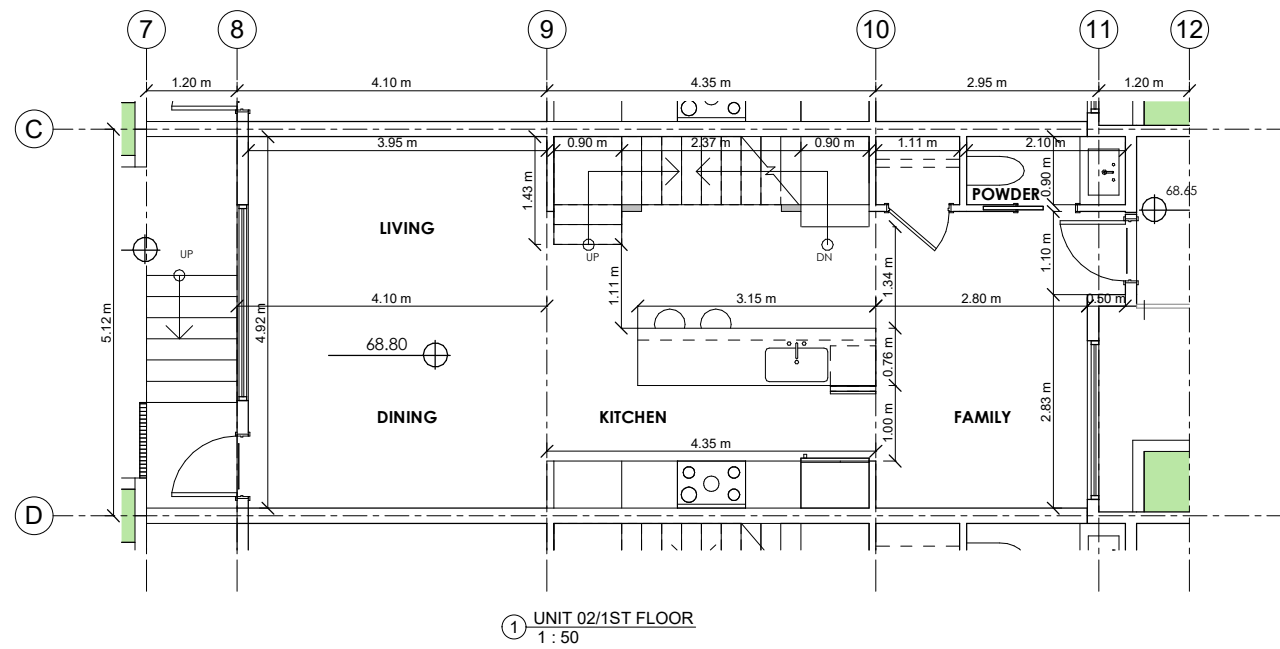 7
8
9
10
11
12
1.20 m
4.10 m
4.35 m
2.95 m
1.20 m
C
3.95 m
0.90 m
2.37 m
0.90 m
1.11 m
2.10 m
1.43 m
0.90 m
POWDER
68.65
LIVING
UP
UP
DN
1.11 m
1.34 m
1.10 m
4.10 m
3.15 m
2.80 m
0.50 m
5.12 m
4.92 m
68.80
0.76 m
DINING
KITCHEN
FAMILY
2.83 m
1.00 m
4.35 m
D
1 UNIT 02/1ST FLOOR
1 : 50